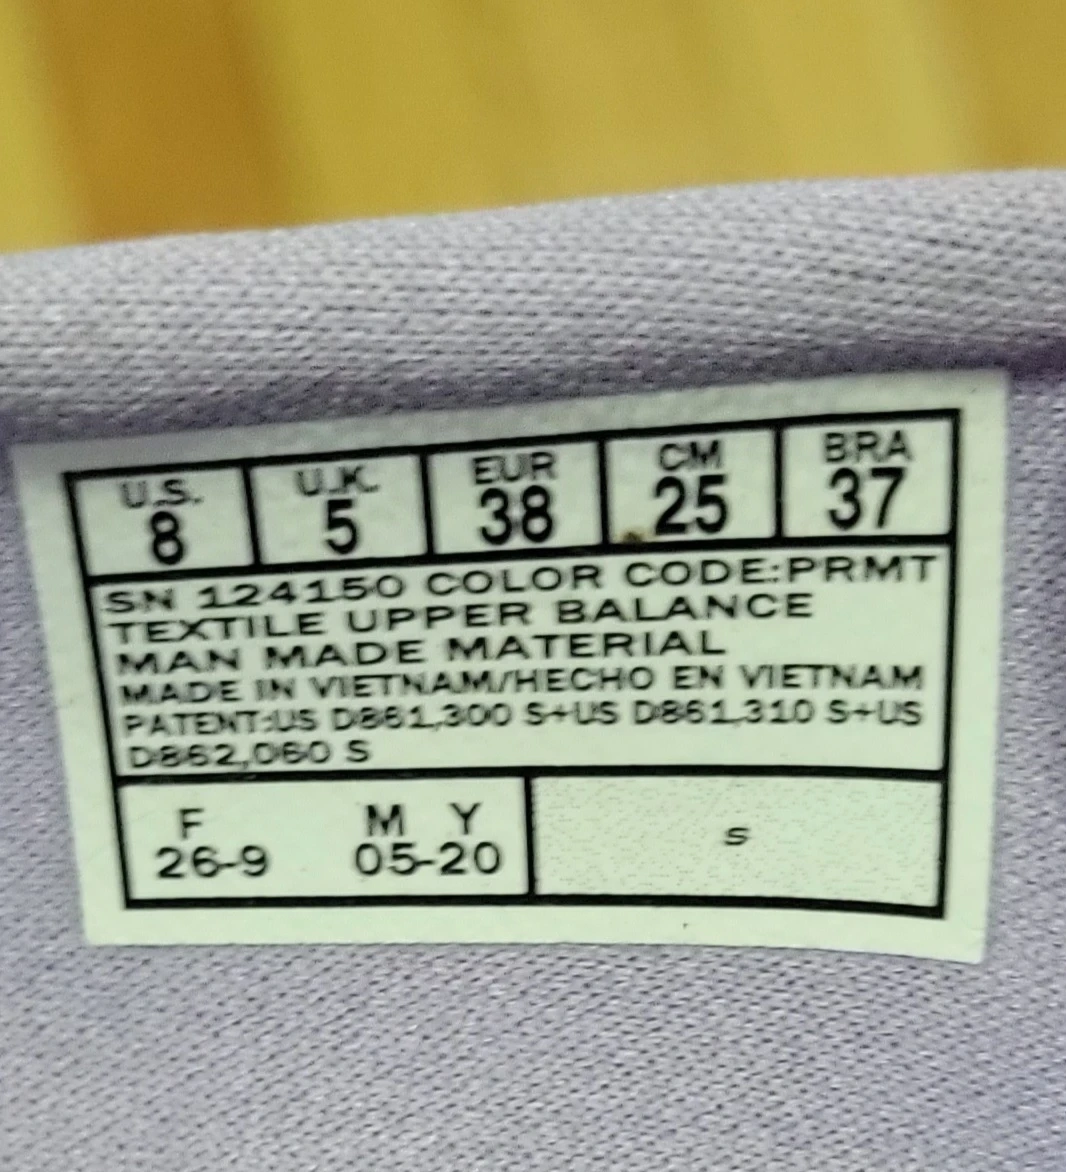 U.S. U.K. EUR CM BRA
8 5 38 25 37
SN 124150 COLOR CODE:PRMT
TEXTILE UPPER BALANCE
MAN MADE MATERIAL
MADE IN VIETNAM/HECHO EN VIETNAM
PATENT:US D861,300 S+US D861,310 S+US
D862,060 S
F M Y
26-9 05-20
S